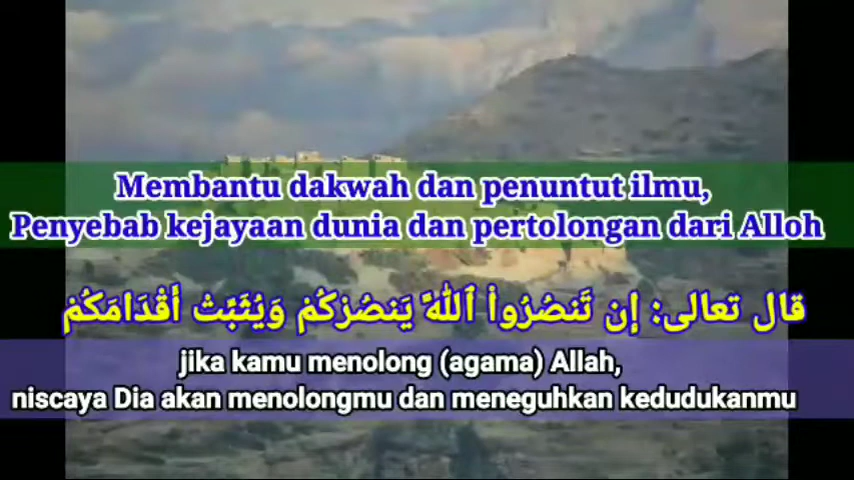 Membantu dakwah dan penuntut ilmu,
Penyebab kejayaan dunia dan pertolongan dari Alloh
قال تعالى: إِن تَنصُرُوا۟ ٱللَّهَ يَنصُرْكُمْ وَيُثَبِّتْ أَقْدَامَكُمْ
jika kamu menolong (agama) Allah,
niscaya Dia akan menolongmu dan meneguhkan kedudukanmu